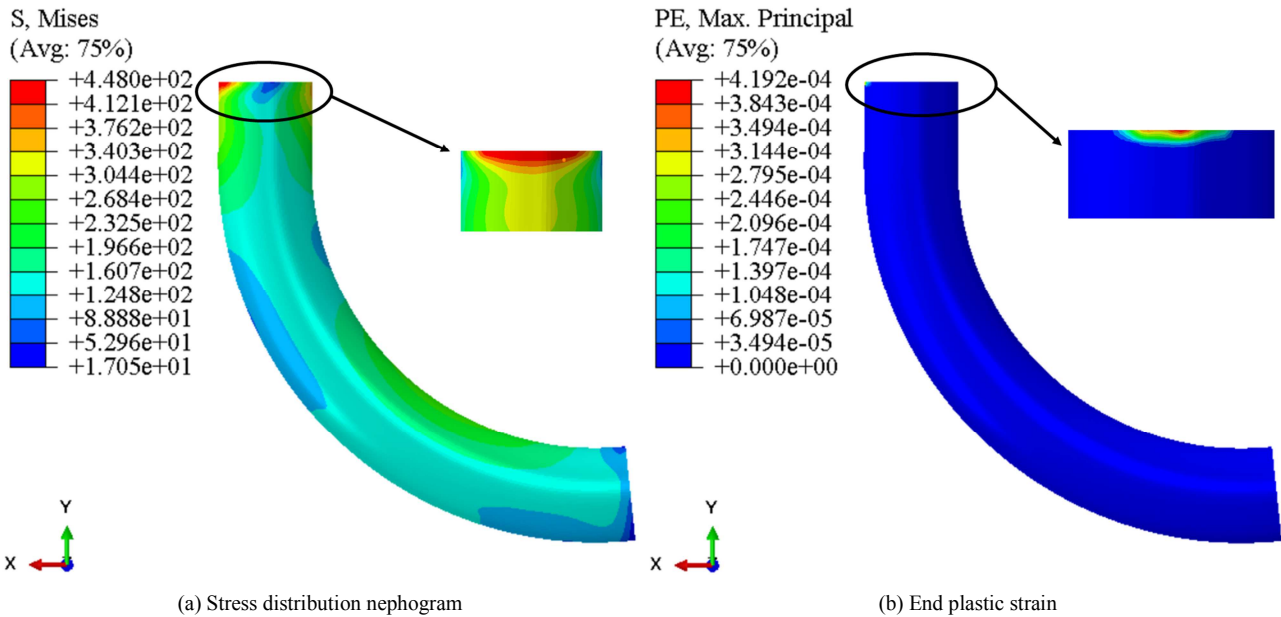 S, Mises
(Avg: 75%)
+4.480e+02
+4.121e+02
+3.762e+02
+3.403e+02
+3.044e+02
+2.684e+02
+2.325e+02
+1.966e+02
+1.607e+02
+1.248e+02
+8.888e+01
+5.296e+01
+1.705e+01
Y
X
(a) Stress distribution nephogram
PE, Max. Principal
(Avg: 75%)
+4.192e-04
+3.843e-04
+3.494e-04
+3.144e-04
+2.795e-04
+2.446e-04
+2.096e-04
+1.747e-04
+1.397e-04
+1.048e-04
+6.987e-05
+3.494e-05
+0.000e+00
Y
X
(b) End plastic strain